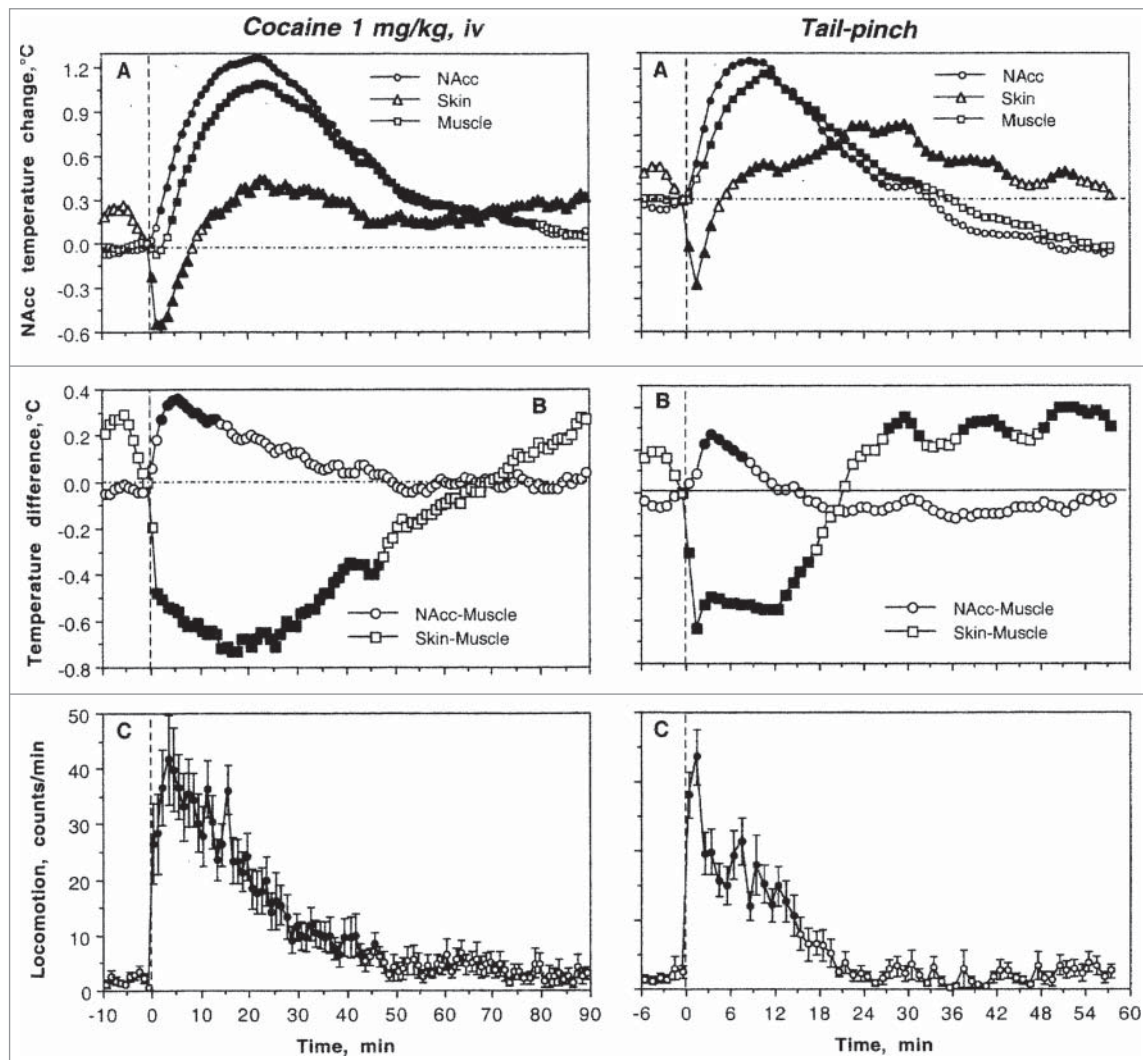 Cocaine 1 mg/kg, iv
Tail-pinch
NAcc temperature change,°C
1.2
0.9
0.6
0.3
0.0
-0.3
-0.6
A
NAcc
Skin
Muscle
A
NAcc
Skin
Muscle
Temperature difference,°C
0.4
0.2
0.0
-0.2
-0.4
-0.6
-0.8
B
NAcc-Muscle
Skin-Muscle
B
NAcc-Muscle
Skin-Muscle
Locomotion, counts/min
50
40
30
20
10
0
C
-10 0 10 20 30 40 50 60 70 80 90
Time, min
C
-6 0 6 12 18 24 30 36 42 48 54 60
Time, min